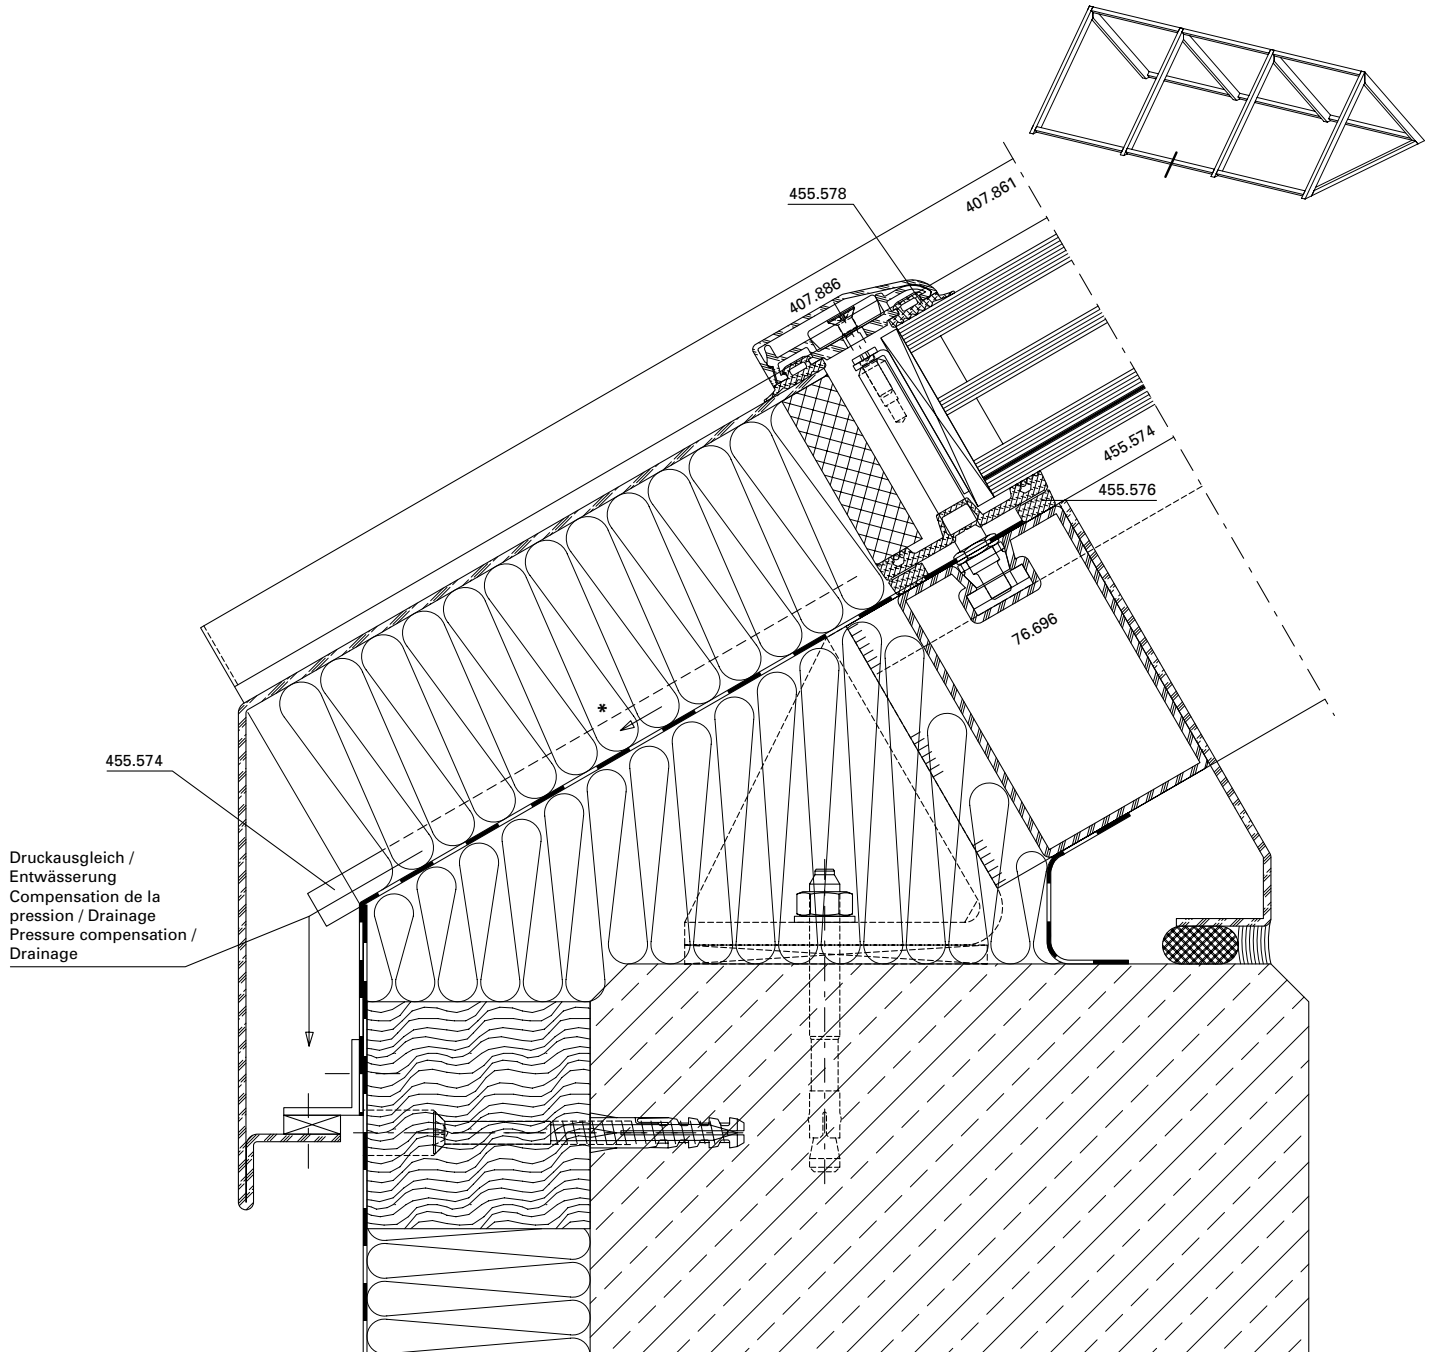 455.578
407.861
407.886
455.574
455.576
76.696
*
455.574
Druckausgleich /
Entwässerung
Compensation de la
pression / Drainage
Pressure compensation /
Drainage